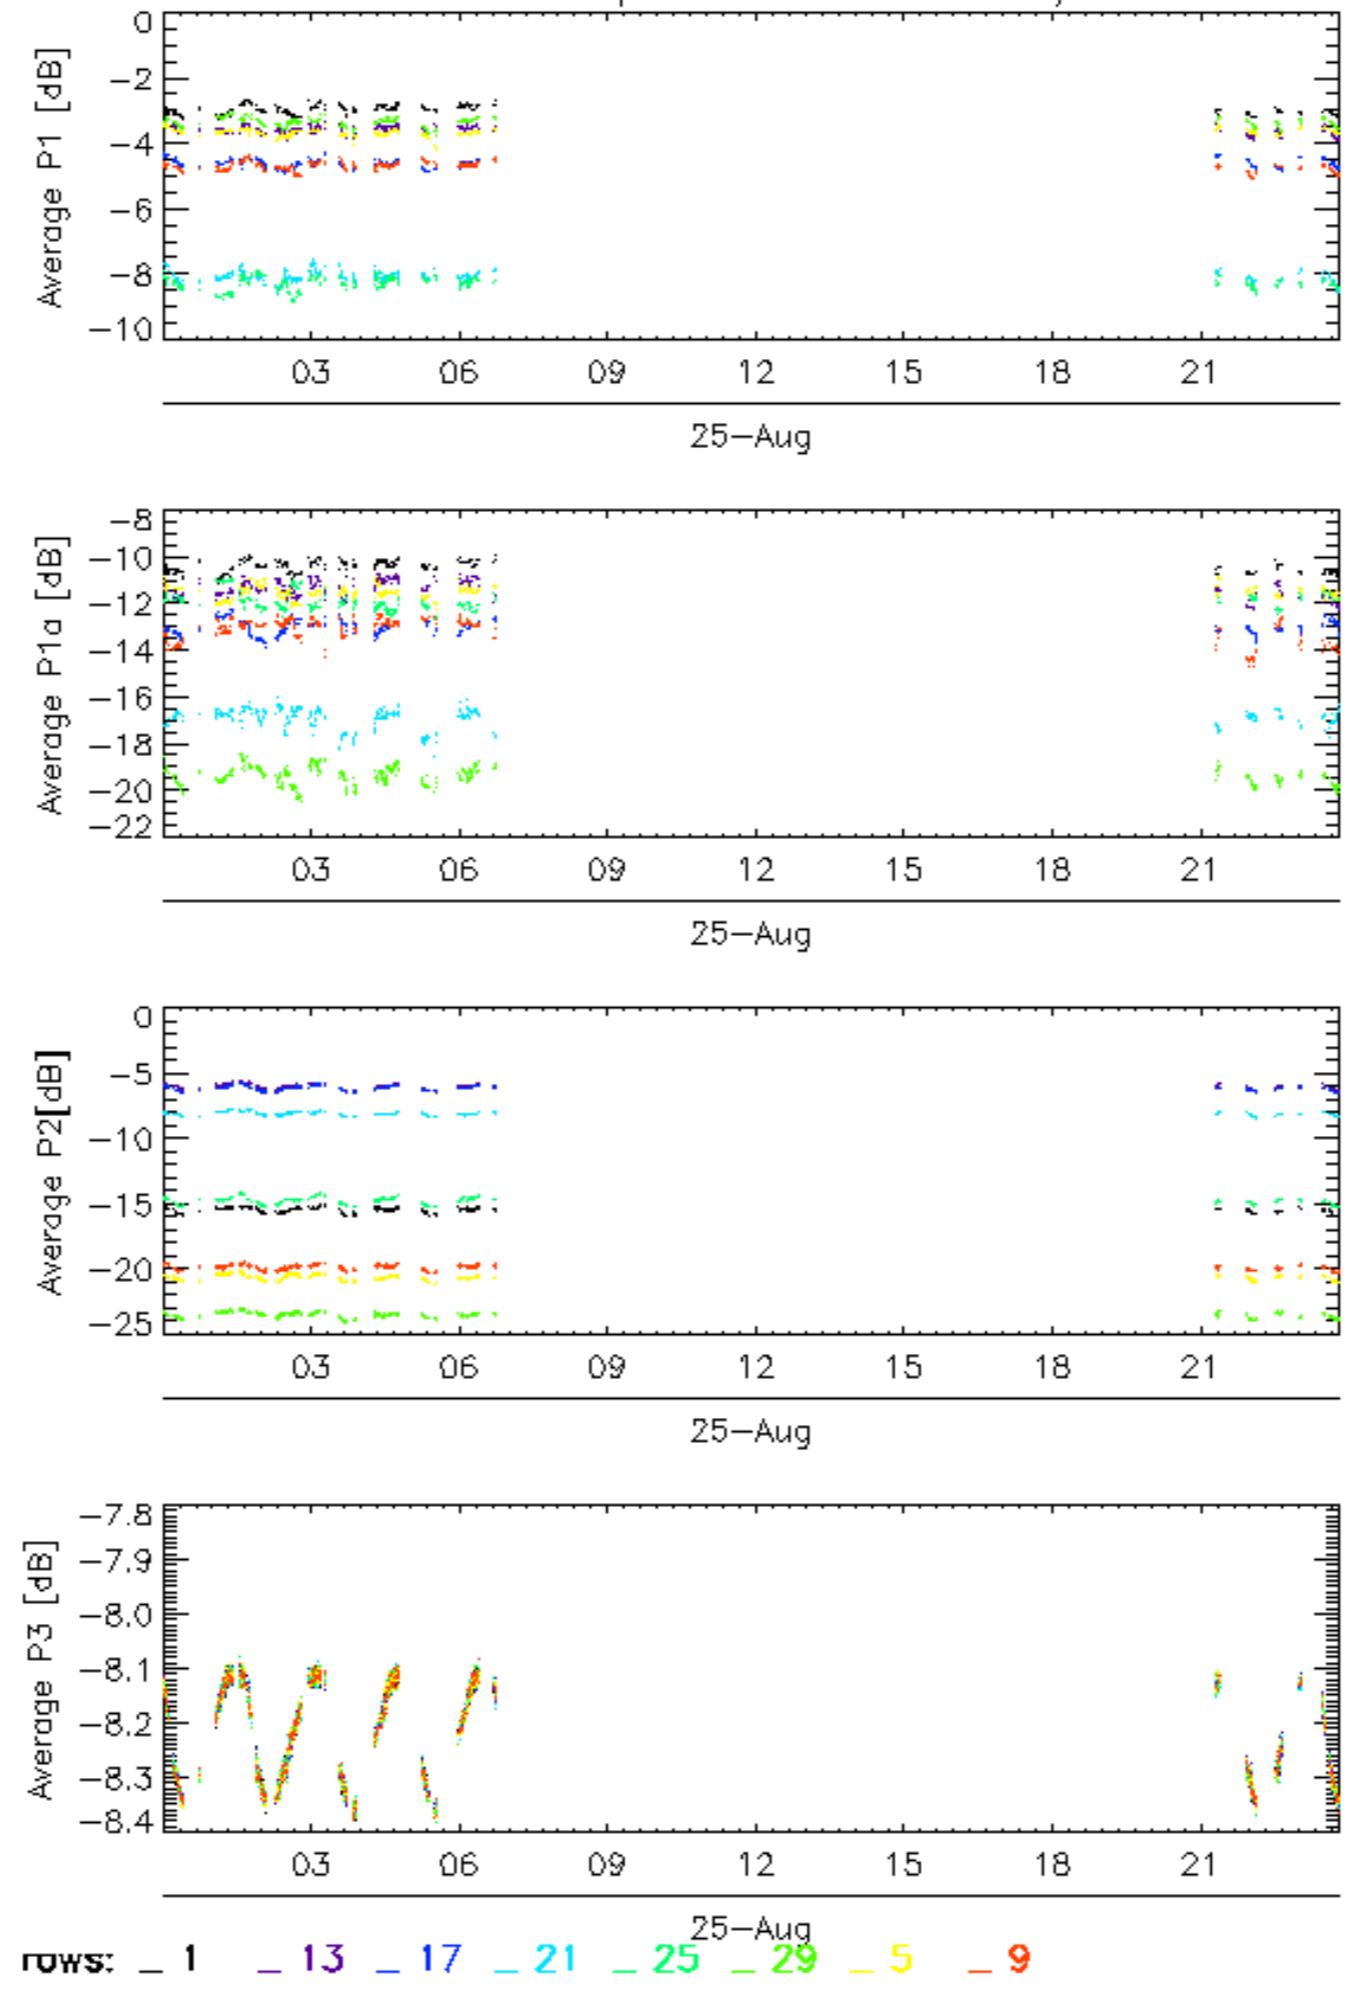 0
−2
−4
−6
−8
−10
Average P1 [dB]
03 06 09 12 15 18 21
25−Aug
−8
−10
−12
−14
−16
−18
−20
−22
Average P1a [dB]
03 06 09 12 15 18 21
25−Aug
0
−5
−10
−15
−20
−25
Average P2[dB]
03 06 09 12 15 18 21
25−Aug
−7.8
−7.9
−8.0
−8.1
−8.2
−8.3
−8.4
Average P3 [dB]
03 06 09 12 15 18 21
25−Aug
rows: _ 1 _ 13 _ 17 _ 21 _ 25 _ 29 _ 5 _ 9